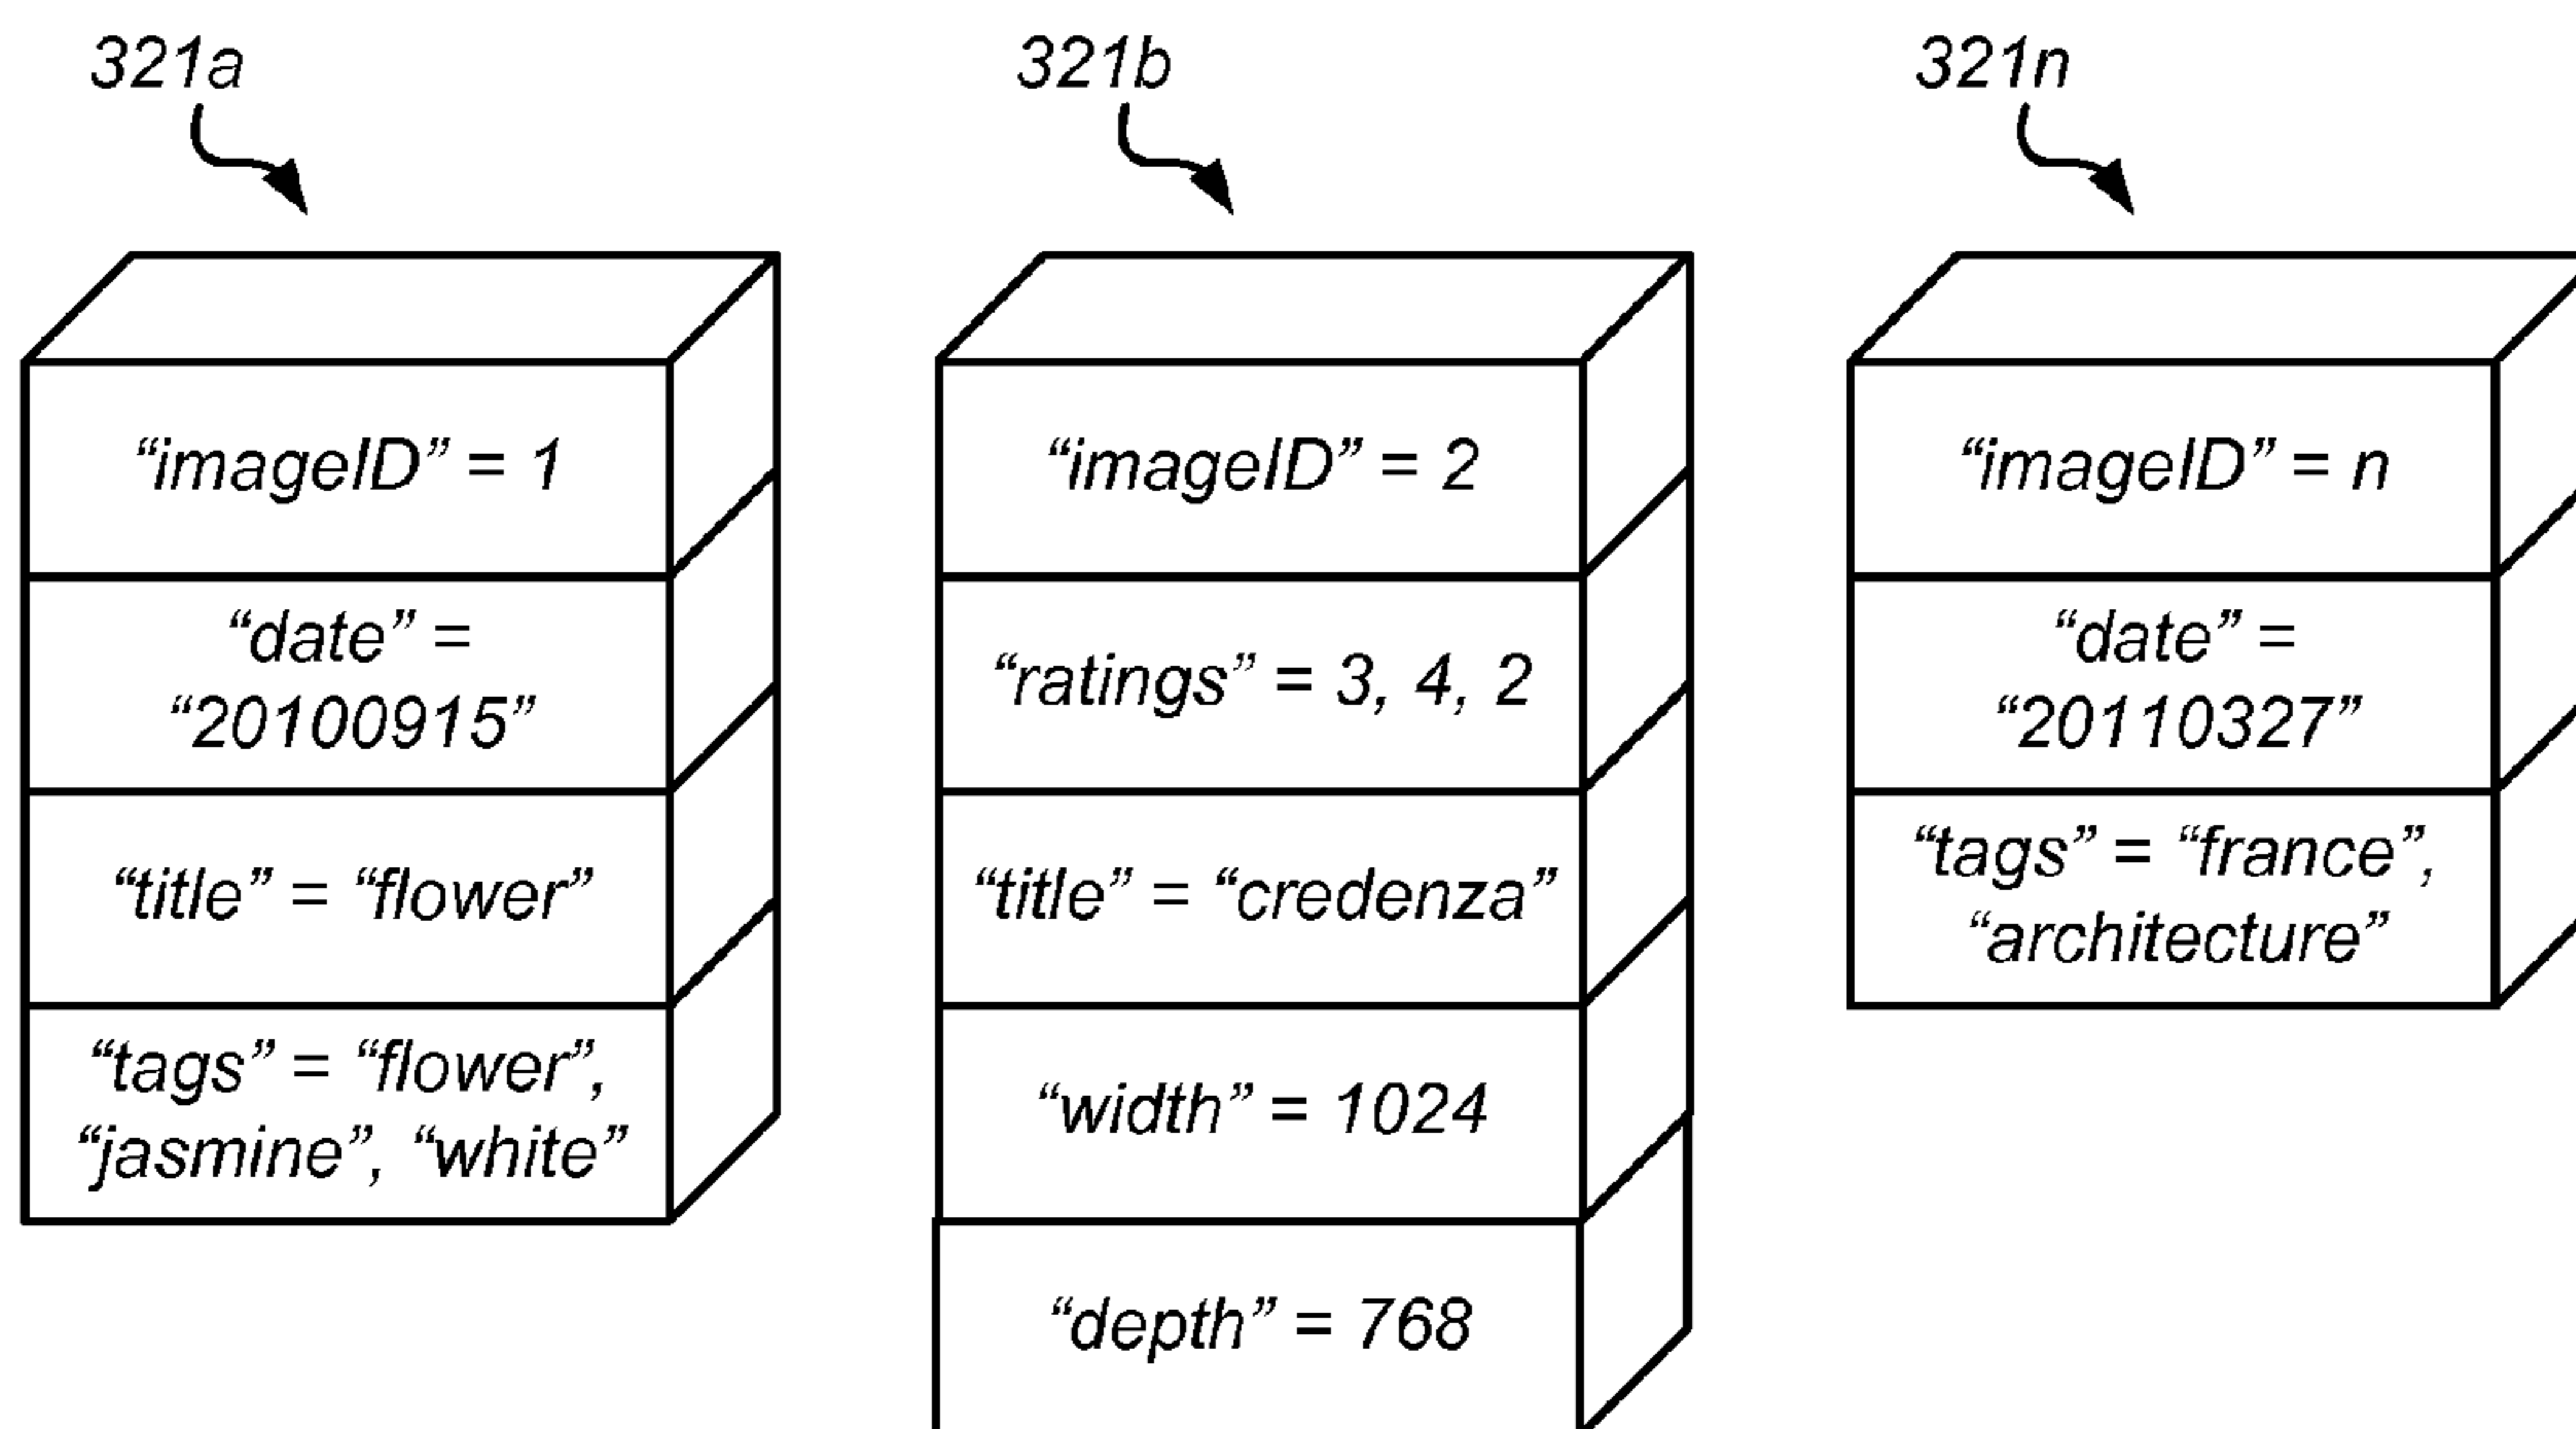 321a
321b
321n
“imageID” = 1
“date” =
“20100915”
“title” = “flower”
“tags” = “flower”,
“jasmine”, “white”
“imageID” = 2
“ratings” = 3, 4, 2
“title” = “credenza”
“width” = 1024
“depth” = 768
“imageID” = n
“date” =
“20110327”
“tags” = “france”,
“architecture”